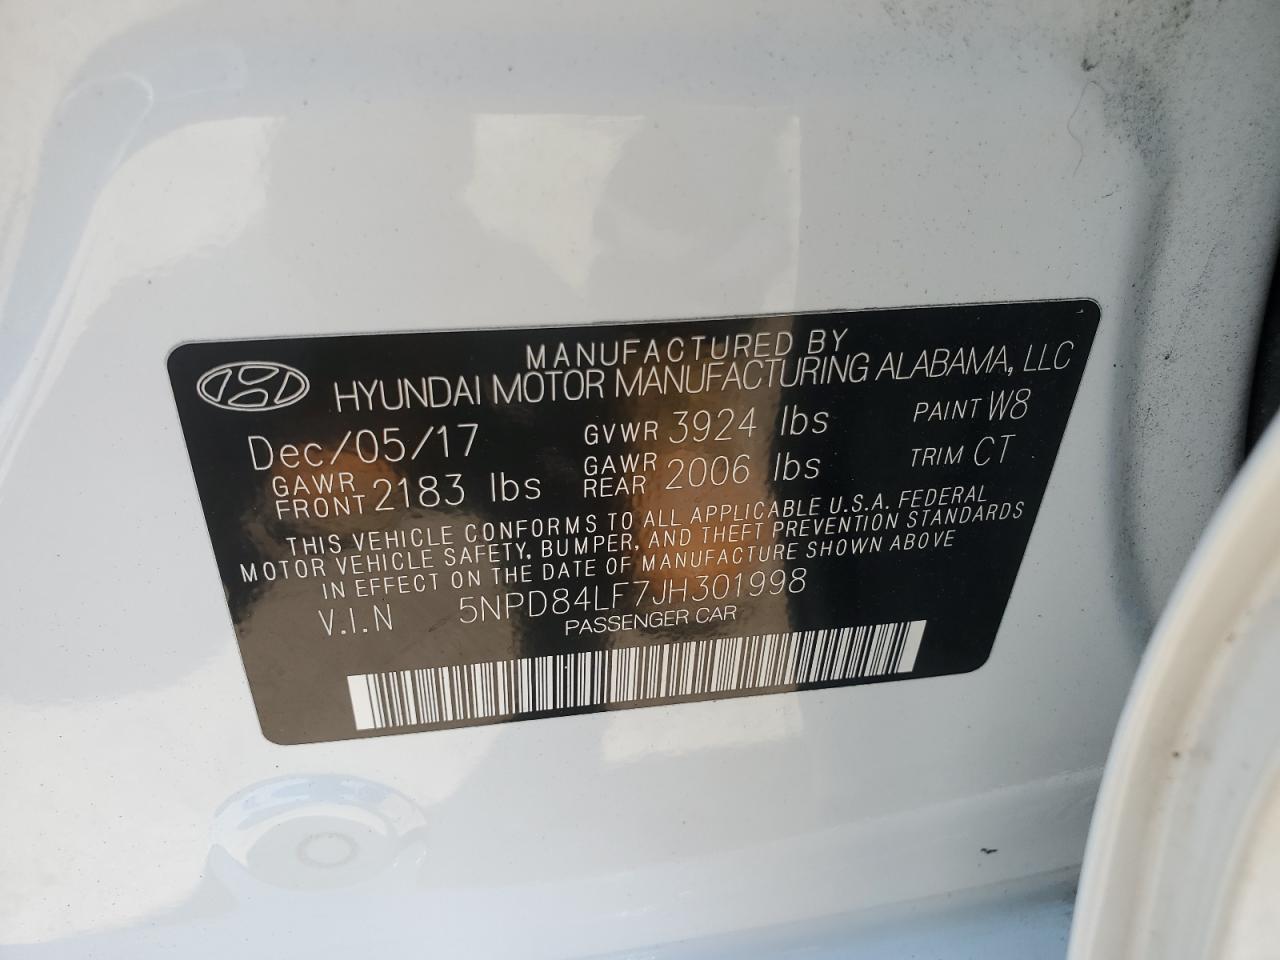 MANUFACTURED BY
HYUNDAI MOTOR MANUFACTURING ALABAMA, LLC
Dec/05/17 GVWR 3924 lbs PAINT W8
GAWR FRONT 2183 lbs GAWR REAR 2006 lbs TRIM CT
THIS VEHICLE CONFORMS TO ALL APPLICABLE U.S.A. FEDERAL
MOTOR VEHICLE SAFETY, BUMPER, AND THEFT PREVENTION STANDARDS
IN EFFECT ON THE DATE OF MANUFACTURE SHOWN ABOVE
V.I.N 5NPD84LF7JH301998
PASSENGER CAR